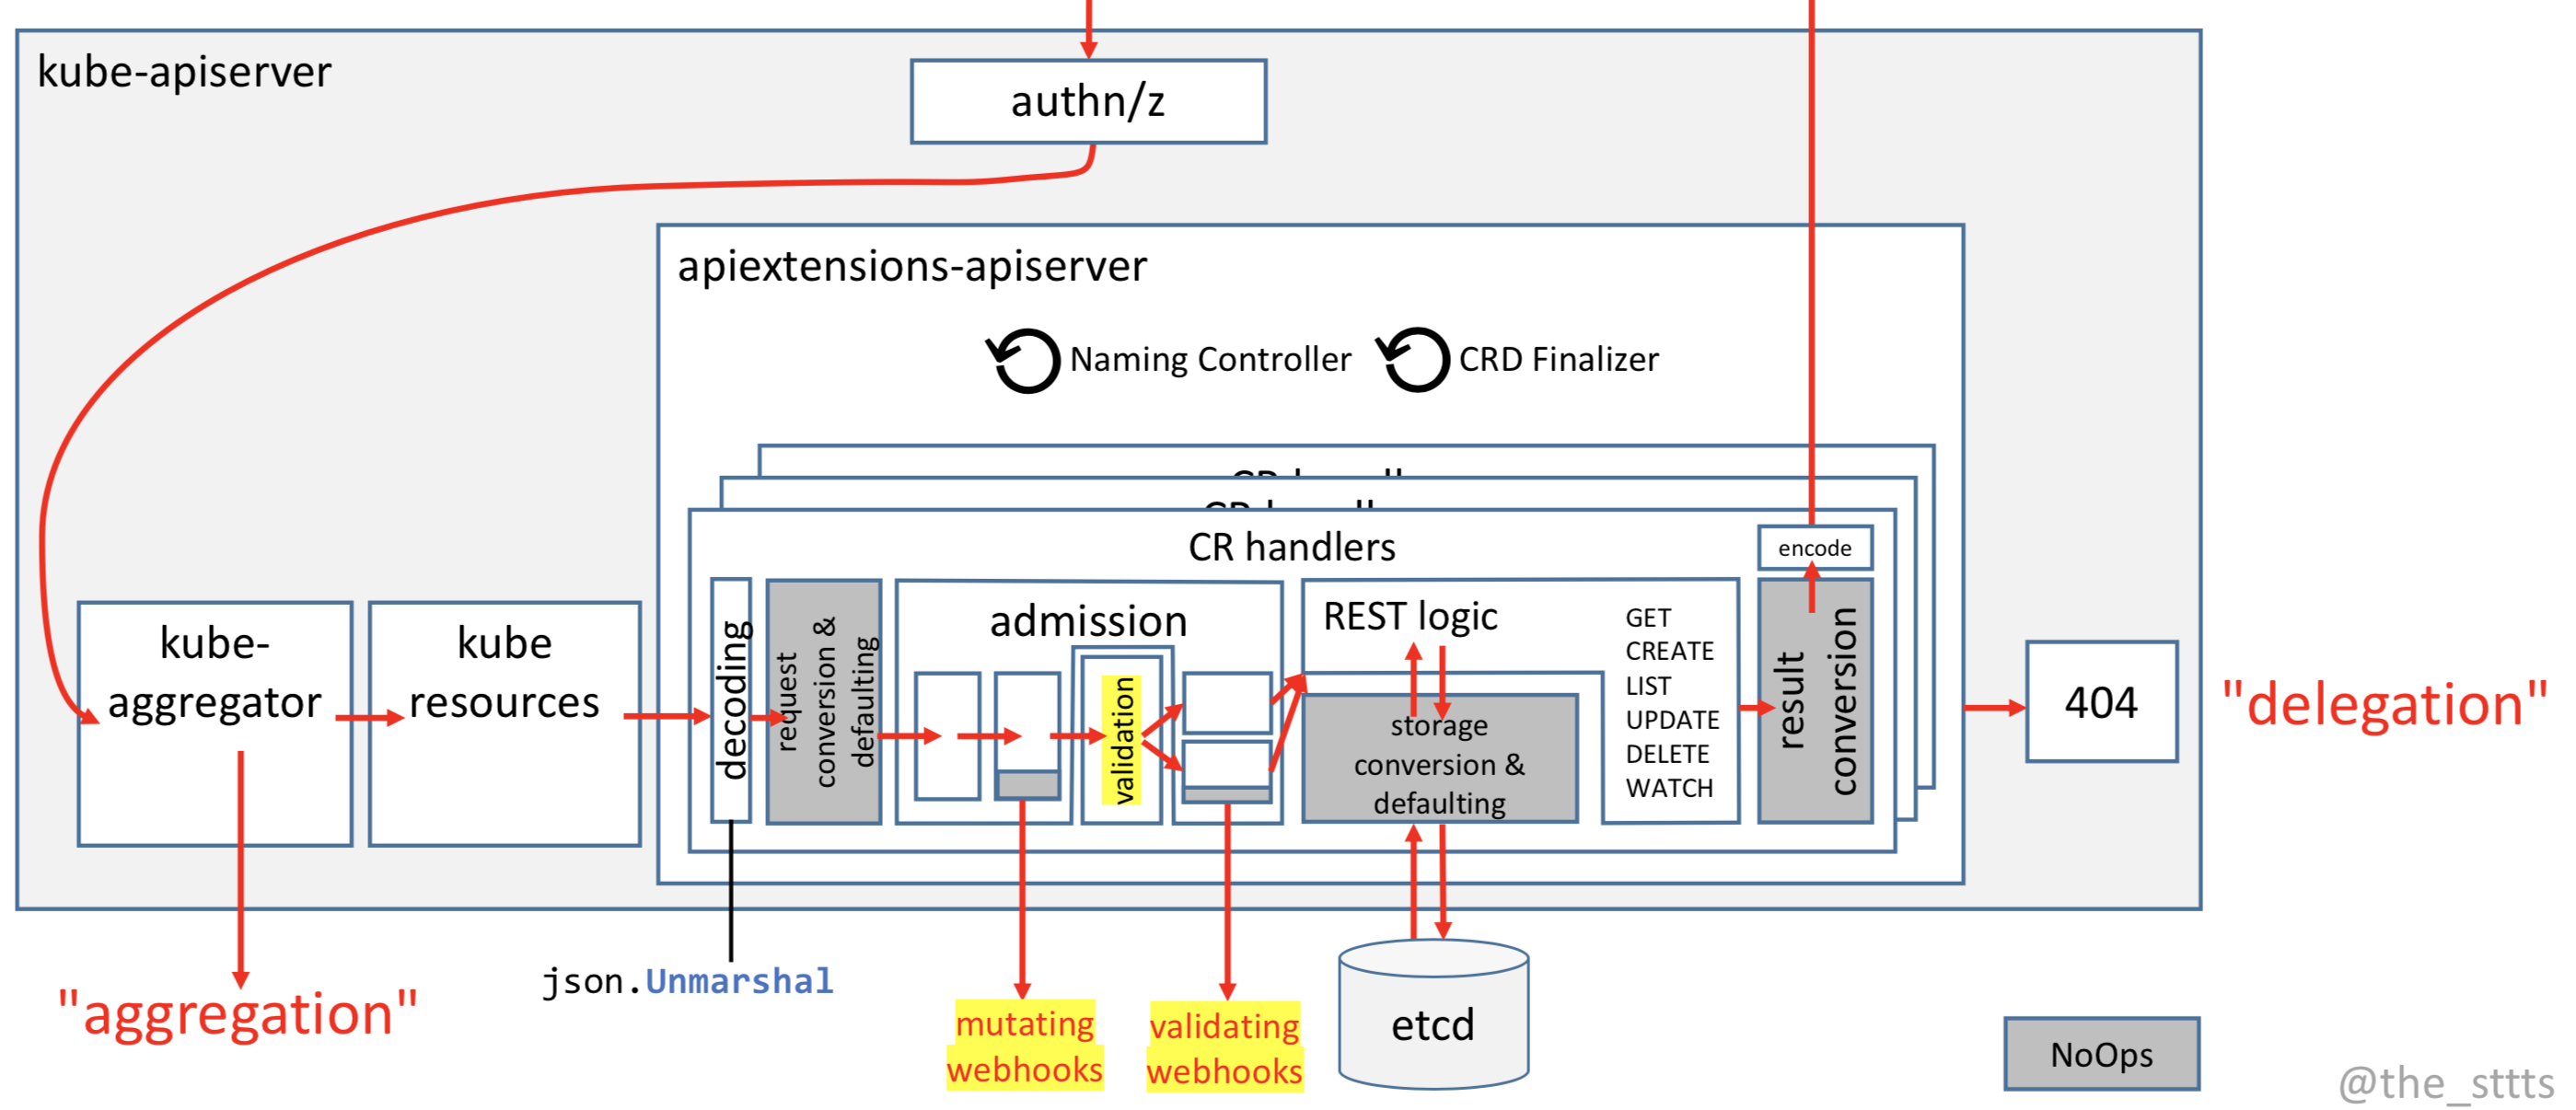 kube-apiserver
authn/z
apiextensions-apiserver
Naming Controller
CRD Finalizer
CR handlers
encode
kube-
aggregator
kube
resources
decoding
request
conversion &
defaulting
admission
validation
REST logic
storage
conversion &
defaulting
GET
CREATE
LIST
UPDATE
DELETE
WATCH
result
conversion
404
"delegation"
"aggregation"
json.Unmarshal
mutating
webhooks
validating
webhooks
etcd
NoOps
@the_sttts